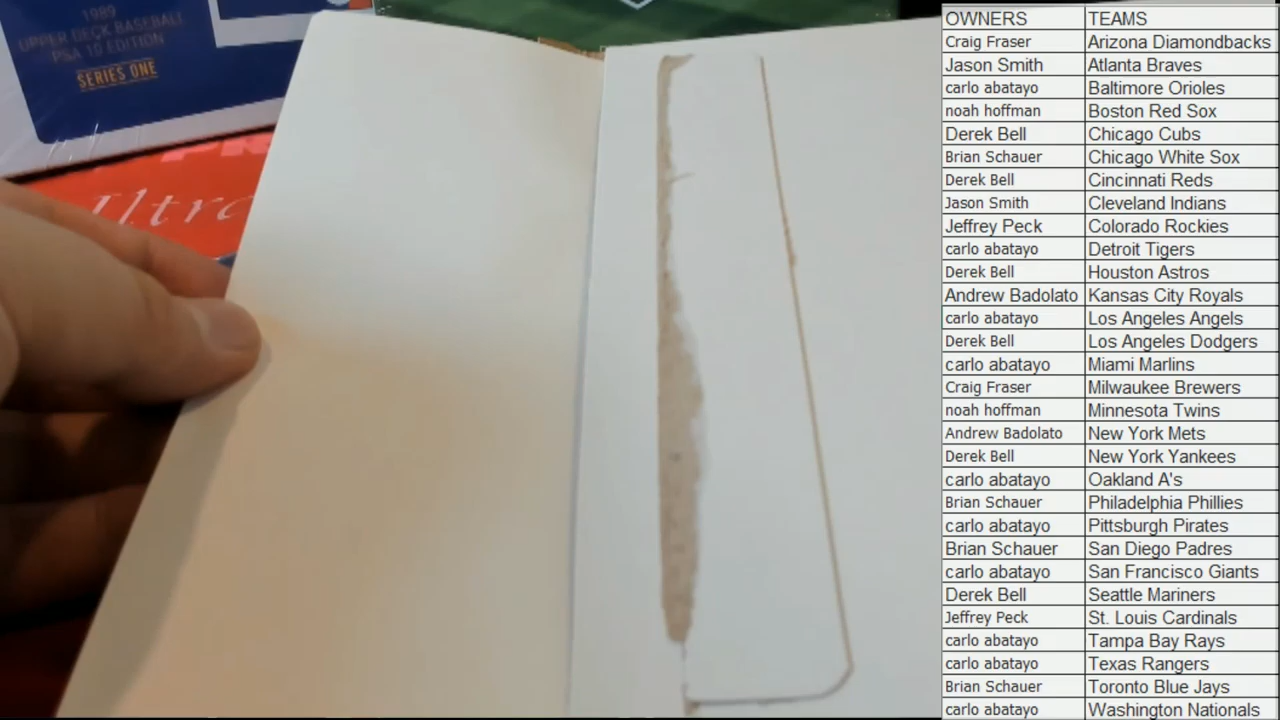 1989
UPPER DECK BASEBALL
PSA 10 EDITION
SERIES ONE
OWNERS TEAMS
Craig Fraser Arizona Diamondbacks
Jason Smith Atlanta Braves
carlo abatayo Baltimore Orioles
noah hoffman Boston Red Sox
Derek Bell Chicago Cubs
Brian Schauer Chicago White Sox
Derek Bell Cincinnati Reds
Jason Smith Cleveland Indians
Jeffrey Peck Colorado Rockies
carlo abatayo Detroit Tigers
Derek Bell Houston Astros
Andrew Badolato Kansas City Royals
carlo abatayo Los Angeles Angels
Derek Bell Los Angeles Dodgers
carlo abatayo Miami Marlins
Craig Fraser Milwaukee Brewers
noah hoffman Minnesota Twins
Andrew Badolato New York Mets
Derek Bell New York Yankees
carlo abatayo Oakland A's
Brian Schauer Philadelphia Phillies
carlo abatayo Pittsburgh Pirates
Brian Schauer San Diego Padres
carlo abatayo San Francisco Giants
Derek Bell Seattle Mariners
Jeffrey Peck St. Louis Cardinals
carlo abatayo Tampa Bay Rays
carlo abatayo Texas Rangers
Brian Schauer Toronto Blue Jays
carlo abatayo Washington Nationals